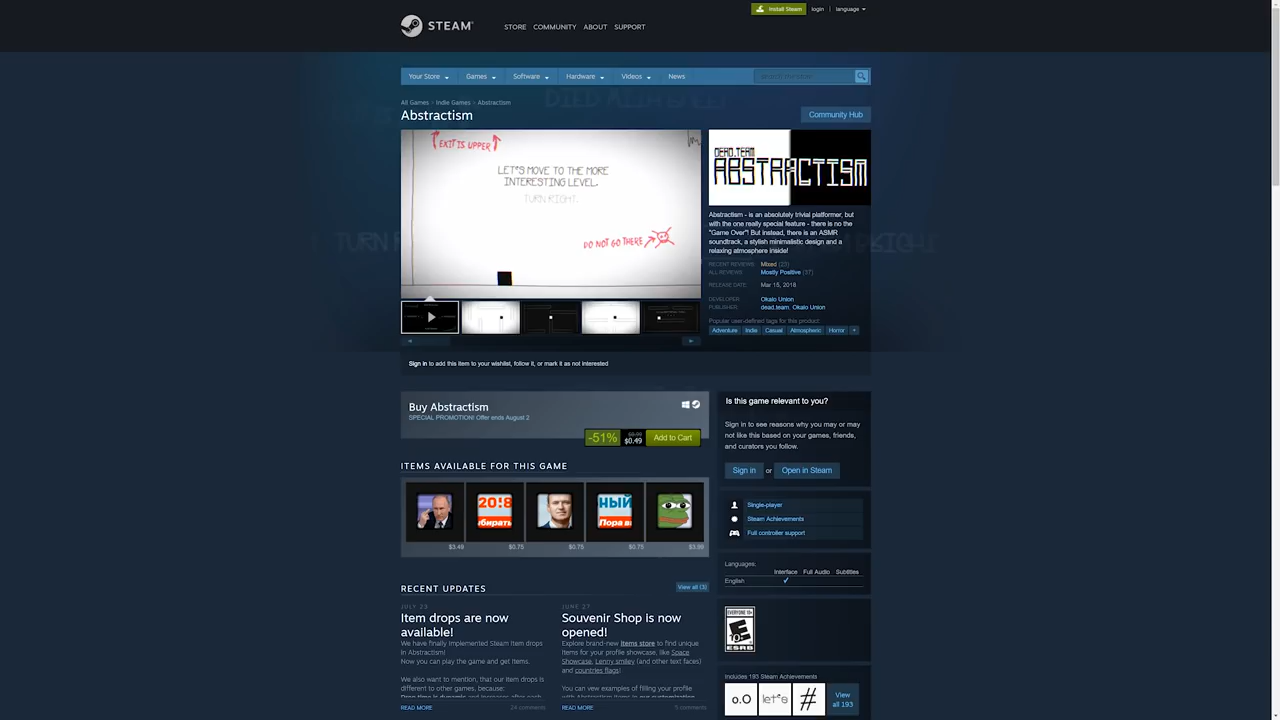 Install Steam
login | language
STEAM
STORE COMMUNITY ABOUT SUPPORT
Your Store Games Software Hardware Videos News
search the store
All Games > Indie Games > Abstractism
Abstractism
Community Hub
EXIT IS UPPER
LET'S MOVE TO THE MORE
INTERESTING LEVEL.
TURN RIGHT.
DO NOT GO THERE
DEAD.TEAM
ABSTRACTISM
Abstractism - is an absolutely trivial platformer, but
with the one really special feature - there is no the
"Game Over"! But instead, there is an ASMR
soundtrack, a stylish minimalistic design and a
relaxing atmosphere inside!
RECENT REVIEWS: Mixed (23)
ALL REVIEWS: Mostly Positive (37)
RELEASE DATE: Mar 15, 2018
DEVELOPER: Okalo Union
PUBLISHER: dead.team, Okalo Union
Popular user-defined tags for this product:
Adventure Indie Casual Atmospheric Horror +
Sign in to add this item to your wishlist, follow it, or mark it as not interested
Buy Abstractism
SPECIAL PROMOTION! Offer ends August 2
-51% $0.99 $0.49 Add to Cart
Is this game relevant to you?
Sign in to see reasons why you may or may
not like this based on your games, friends,
and curators you follow.
Sign in or Open in Steam
ITEMS AVAILABLE FOR THIS GAME
20!8
ный
Пора
$3.49 $0.75 $0.75 $0.75 $3.99
Single-player
Steam Achievements
Full controller support
Languages:
Interface Full Audio Subtitles
English ✓
RECENT UPDATES
View all (3)
JULY 23
Item drops are now
available!
We have finally implemented Steam item drops
in Abstractism!
Now you can play the game and get items.
We also want to mention, that our item drops is
different to other games, because:
READ MORE 24 comments
JUNE 27
Souvenir Shop is now
opened!
Explore brand-new Items store to find unique
items for your profile showcase, like Space
Showcase, Lenny smiley (and other text faces)
and countries flags!
You can view examples of filling your profile
READ MORE 5 comments
EVERYONE 10+
E
10+
ESRB
Includes 193 Steam Achievements
o.O let's # View
all 193